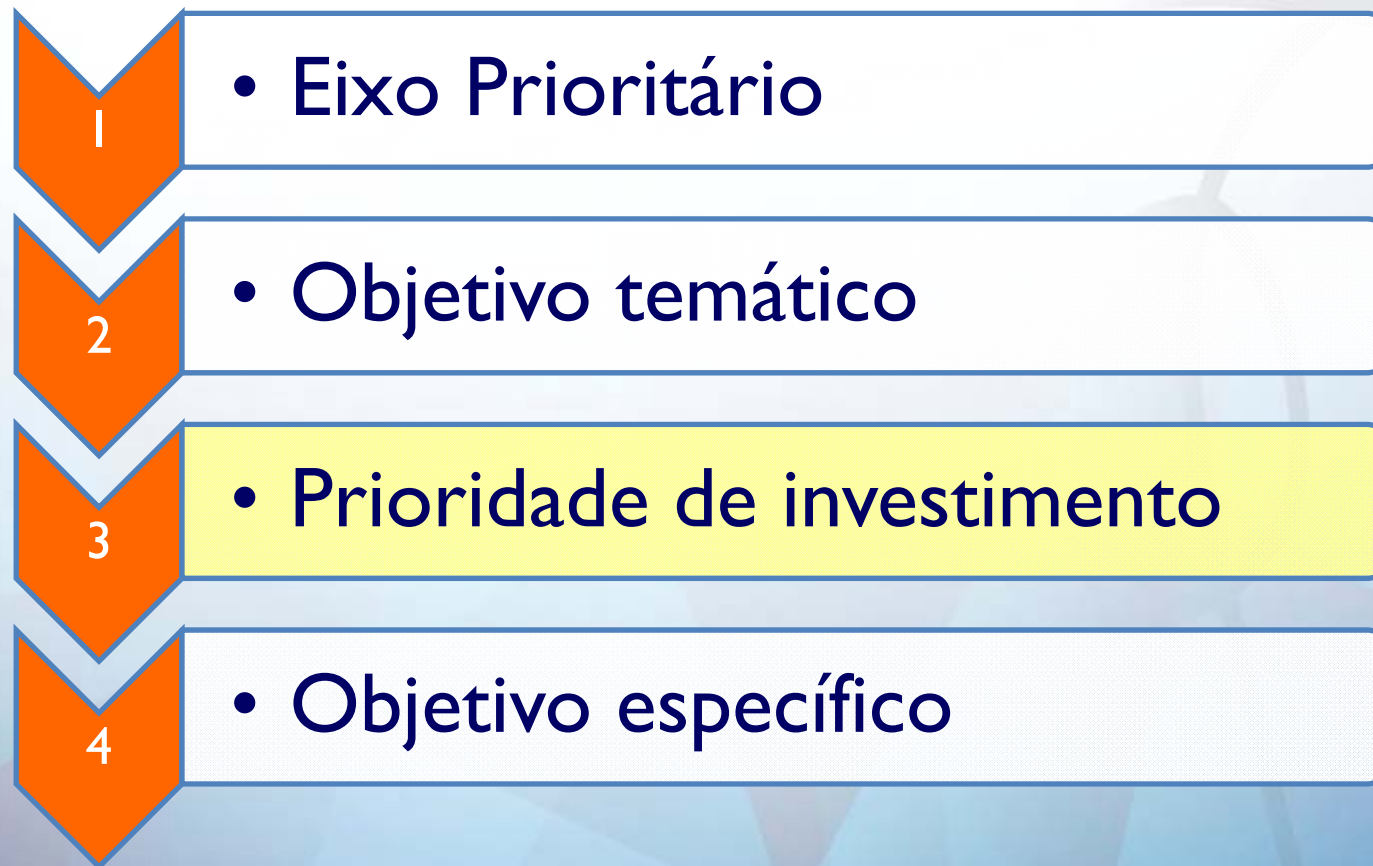 1
• Eixo Prioritário
2
• Objetivo temático
3
• Prioridade de investimento
4
• Objetivo específico